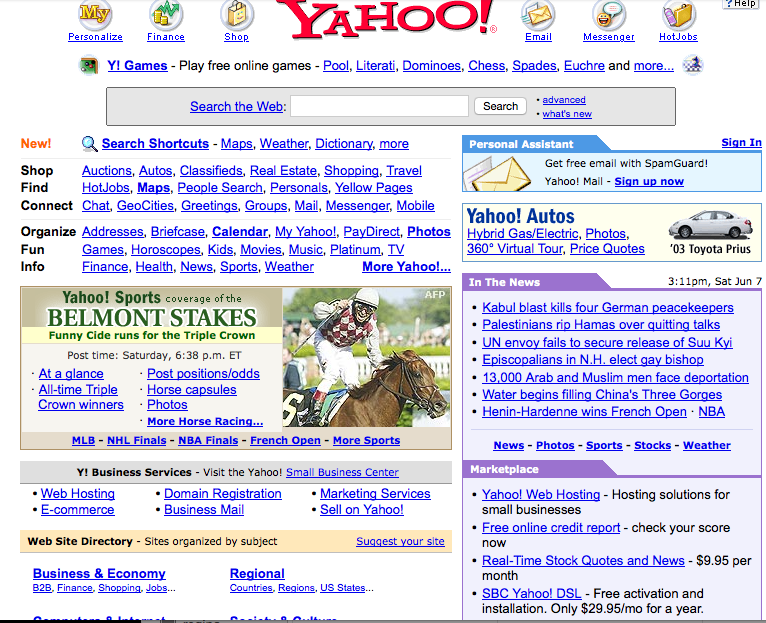 My
YAHOO!®
? Help
Personalize
Finance
Shop
Email
Messenger
HotJobs
Y! Games - Play free online games - Pool, Literati, Dominoes, Chess, Spades, Euchre and more...
Search the Web:
Search
• advanced
• what's new
New!
Search Shortcuts - Maps, Weather, Dictionary, more
Shop Auctions, Autos, Classifieds, Real Estate, Shopping, Travel
Find HotJobs, Maps, People Search, Personals, Yellow Pages
Connect Chat, GeoCities, Greetings, Groups, Mail, Messenger, Mobile
Organize Addresses, Briefcase, Calendar, My Yahoo!, PayDirect, Photos
Fun Games, Horoscopes, Kids, Movies, Music, Platinum, TV
Info Finance, Health, News, Sports, Weather
More Yahoo!...
Yahoo! Sports coverage of the
BELMONT STAKES
Funny Cide runs for the Triple Crown
AFP
6
Post time: Saturday, 6:38 p.m. ET
· At a glance
· All-time Triple
Crown winners
· Post positions/odds
· Horse capsules
· Photos
· More Horse Racing...
MLB - NHL Finals - NBA Finals - French Open - More Sports
Y! Business Services - Visit the Yahoo! Small Business Center
• Web Hosting
• E-commerce
• Domain Registration
• Business Mail
• Marketing Services
• Sell on Yahoo!
Web Site Directory - Sites organized by subject
Suggest your site
Business & Economy
B2B, Finance, Shopping, Jobs...
Regional
Countries, Regions, US States...
Personal Assistant
Sign In
Get free email with SpamGuard!
Yahoo! Mail - Sign up now
Yahoo! Autos
Hybrid Gas/Electric, Photos,
360° Virtual Tour, Price Quotes
'03 Toyota Prius
In The News
3:11pm, Sat Jun 7
• Kabul blast kills four German peacekeepers
• Palestinians rip Hamas over quitting talks
• UN envoy fails to secure release of Suu Kyi
• Episcopalians in N.H. elect gay bishop
• 13,000 Arab and Muslim men face deportation
• Water begins filling China's Three Gorges
• Henin-Hardenne wins French Open · NBA
News - Photos - Sports - Stocks - Weather
Marketplace
• Yahoo! Web Hosting - Hosting solutions for
small businesses
• Free online credit report - check your score
now
• Real-Time Stock Quotes and News - $9.95 per
month
• SBC Yahoo! DSL - Free activation and
installation. Only $29.95/mo for a year.